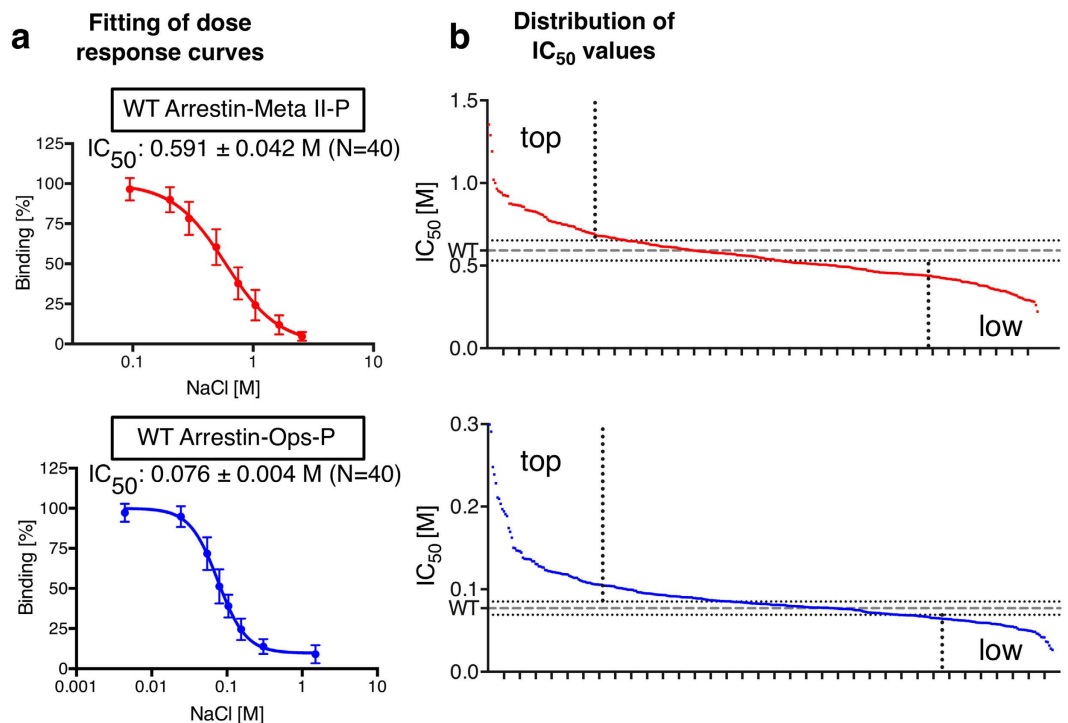 a
Fitting of dose
response curves
WT Arrestin-Meta II-P
IC50: 0.591 ± 0.042 M (N=40)
125
100
75
50
25
0
Binding [%]
0.1
1
10
NaCl [M]
WT Arrestin-Ops-P
IC50: 0.076 ± 0.004 M (N=40)
125
100
75
50
25
0
Binding [%]
0.001
0.01
0.1
1
10
NaCl [M]
b
Distribution of
IC50 values
1.5
1.0
WT
0.5
0.0
IC50 [M]
top
low
0.3
0.2
0.1
WT
0.0
IC50 [M]
top
low